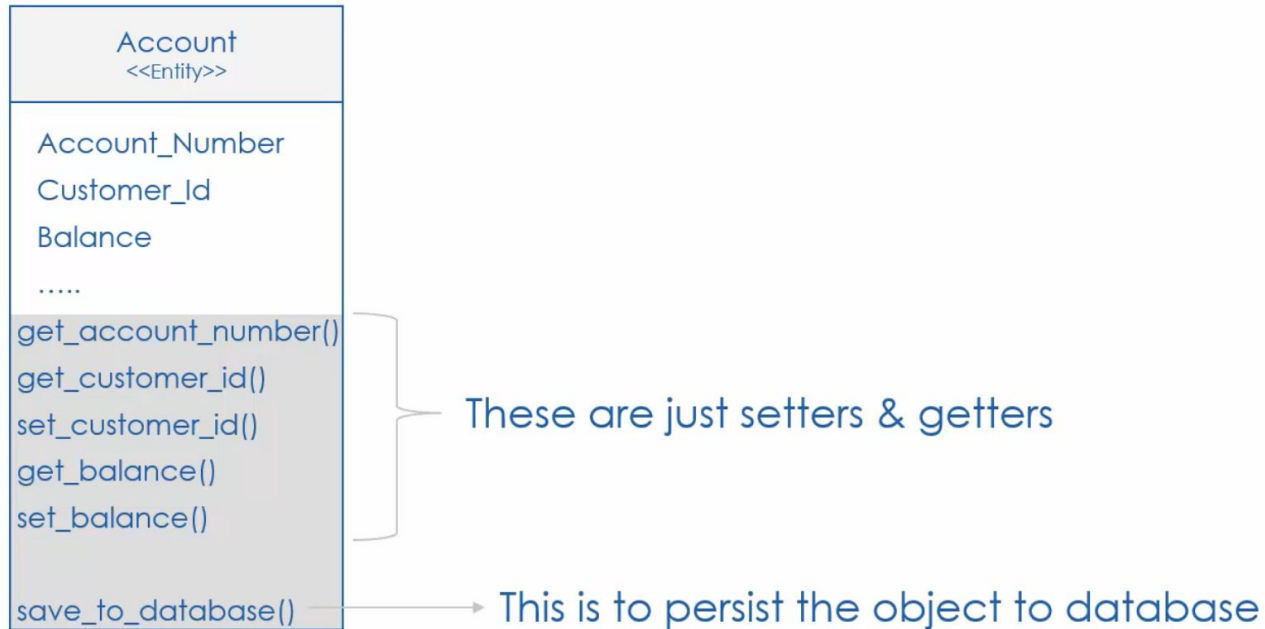 Account
<<Entity>>
Account_Number
Customer_Id
Balance
.....
get_account_number()
get_customer_id()
set_customer_id()
get_balance()
set_balance()
These are just setters & getters
save_to_database()
This is to persist the object to database